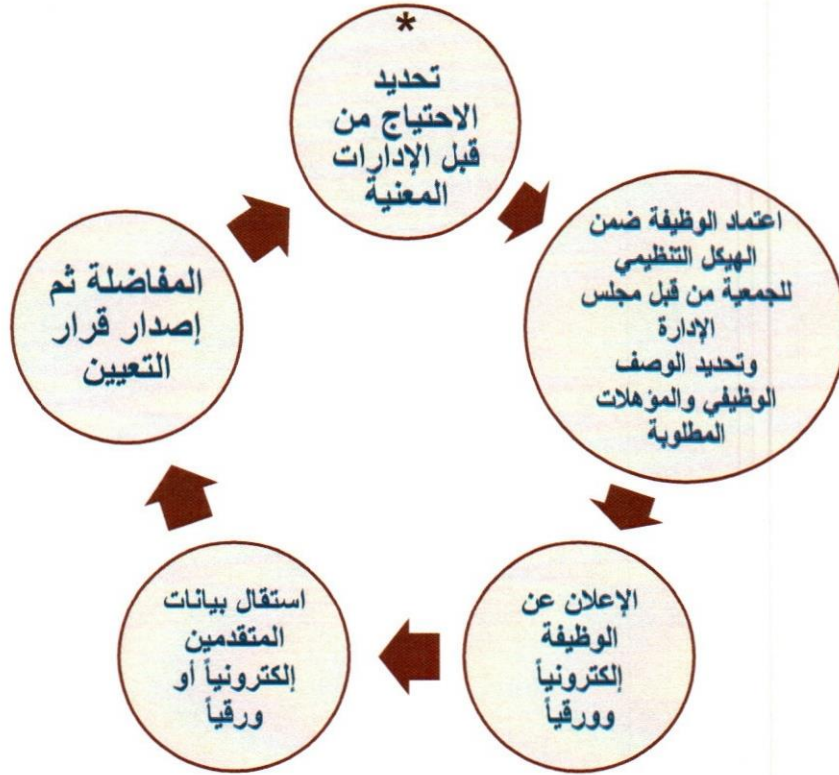 *
تحديد
الاحتياج من
قبل الإدارات
المعنية
اعتماد الوظيفة ضمن
الهيكل التنظيمي
للجمعية من قبل مجلس
الإدارة
وتحديد الوصف
الوظيفي والمؤهلات
المطلوبة
الإعلان عن
الوظيفة
إلكترونياً
وورقياً
استقال بيانات
المتقدمين
إلكترونياً أو
ورقياً
المفاضلة ثم
إصدار قرار
التعيين